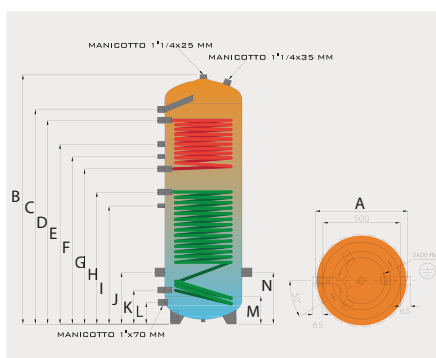 MANICOTTO 1"1/4x25 MM
MANICOTTO 1"1/4x35 MM
B
C
D
E
F
G
H
I
J
K
L
M
N
MANICOTTO 1"x70 MM
A
500
65
65